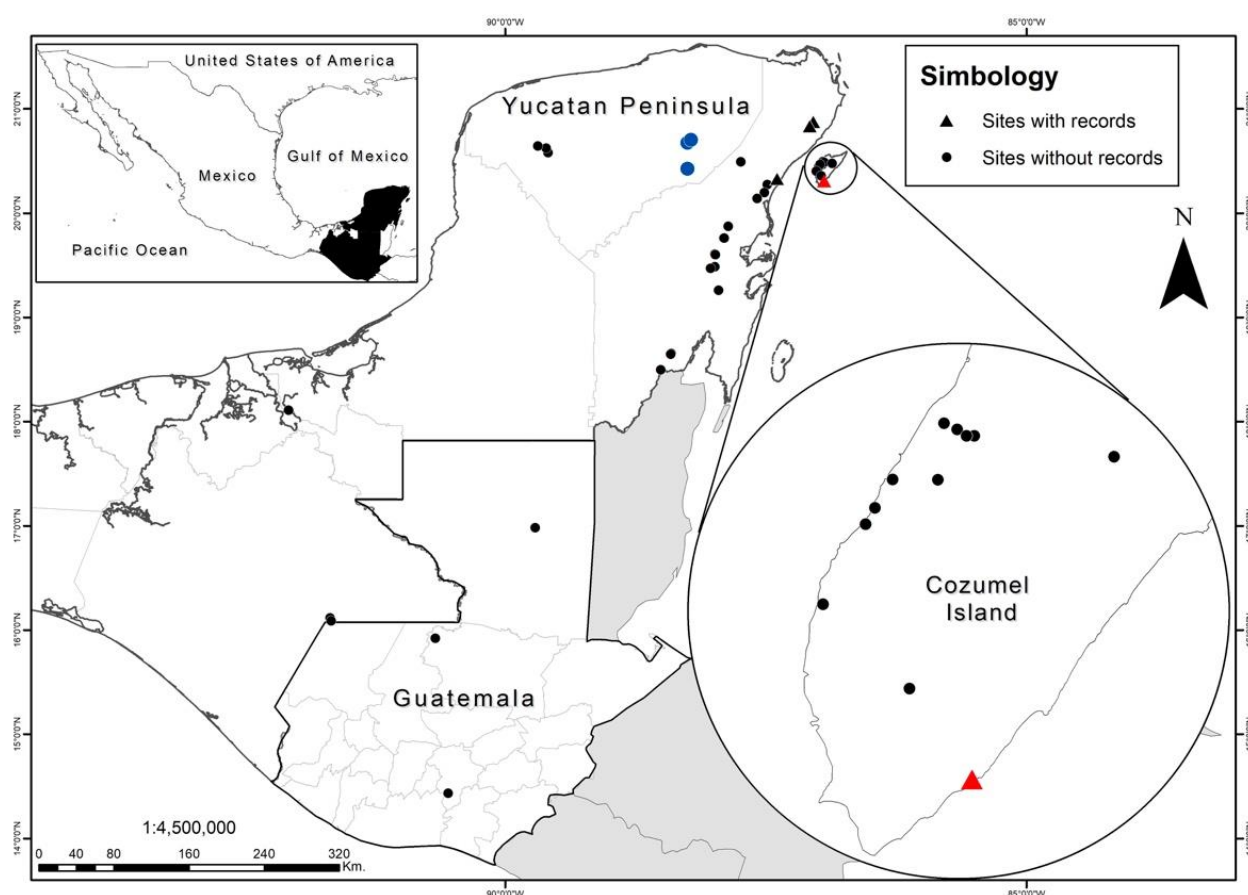 90°0'0"W
85°0'0"W
United States of America
Gulf of Mexico
Mexico
Pacific Ocean
Yucatan Peninsula
Simbology
Sites with records
Sites without records
N
21°0'0"N
20°0'0"N
19°0'0"N
18°0'0"N
17°0'0"N
16°0'0"N
15°0'0"N
14°0'0"N
Cozumel
Island
Guatemala
1:4,500,000
0 40 80 160 240 320
Km.
90°0'0"W
85°0'0"W